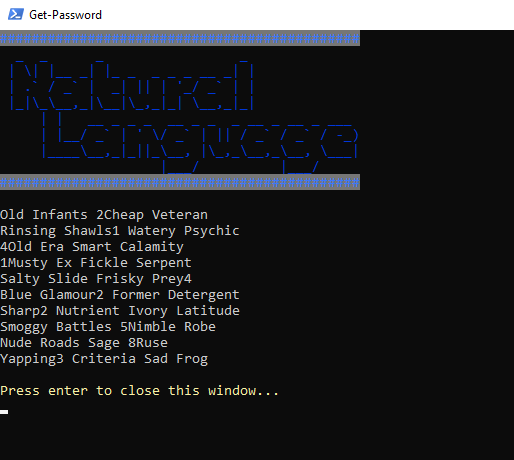 Get-Password
Natural
Language
Old Infants 2Cheap Veteran
Rinsing Shawls1 Watery Psychic
4Old Era Smart Calamity
1Musty Ex Fickle Serpent
Salty Slide Frisky Prey4
Blue Glamour2 Former Detergent
Sharp2 Nutrient Ivory Latitude
Smoggy Battles 5Nimble Robe
Nude Roads Sage 8Ruse
Yapping3 Criteria Sad Frog
Press enter to close this window...